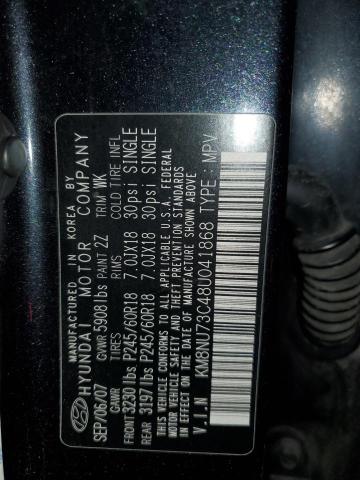 MANUFACTURED IN KOREA BY
HYUNDAI MOTOR COMPANY
SEP/06/07 GVWR 5908 lbs PAINT 2Z TRIM WK
GAWR TIRES RIMS COLD TIRE INFL
FRONT 3230 lbs P245/60R18 7.0JX18 30psi SINGLE
REAR 3197 lbs P245/60R18 7.0JX18 30psi SINGLE
THIS VEHICLE CONFORMS TO ALL APPLICABLE U.S.A. FEDERAL
MOTOR VEHICLE SAFETY, BUMPER, AND THEFT PREVENTION STANDARDS
IN EFFECT ON THE DATE OF MANUFACTURE SHOWN ABOVE.
V.I.N KM8NU73C48U041868 TYPE: MPV